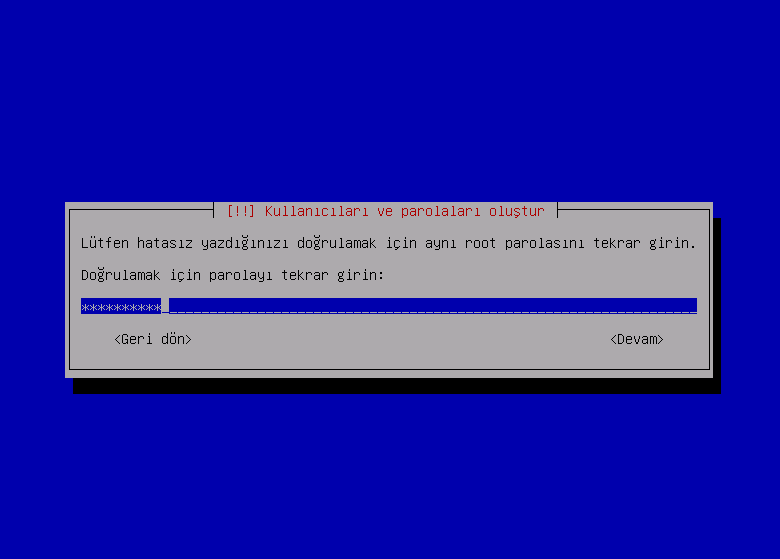 [!!] Kullanıcıları ve parolaları oluştur
Lütfen hatasız yazdığınızı doğrulamak için aynı root parolasını tekrar girin.
Doğrulamak için parolayı tekrar girin:
**********
<Geri dön> <Devam>